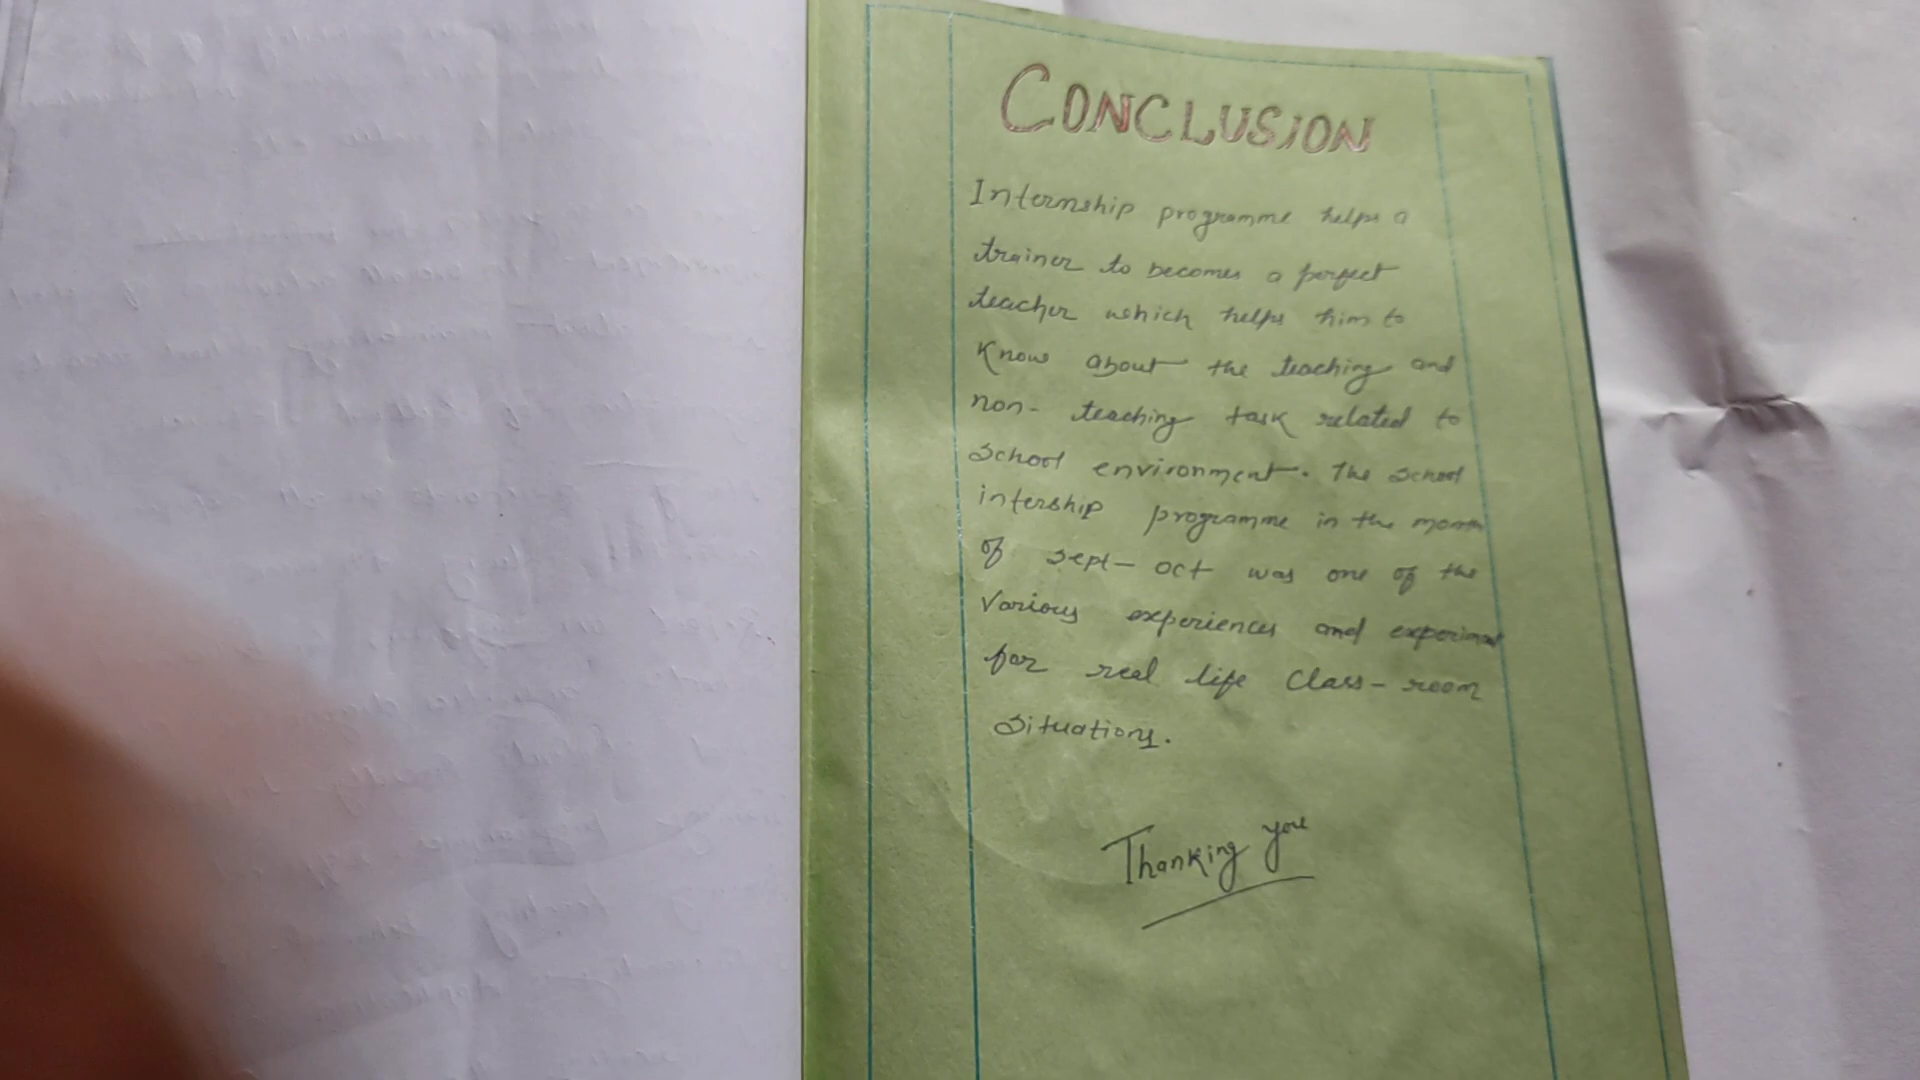 CONCLUSION
Internship programme helps a
trainer to becomes a perfect
teacher which helps him to
Know about the teaching and
non- teaching task related to
School environment. The School
intership programme in the month
of sept- oct was one of the
Various experiences and experiment
for real life Class- room
Situations.
Thanking you